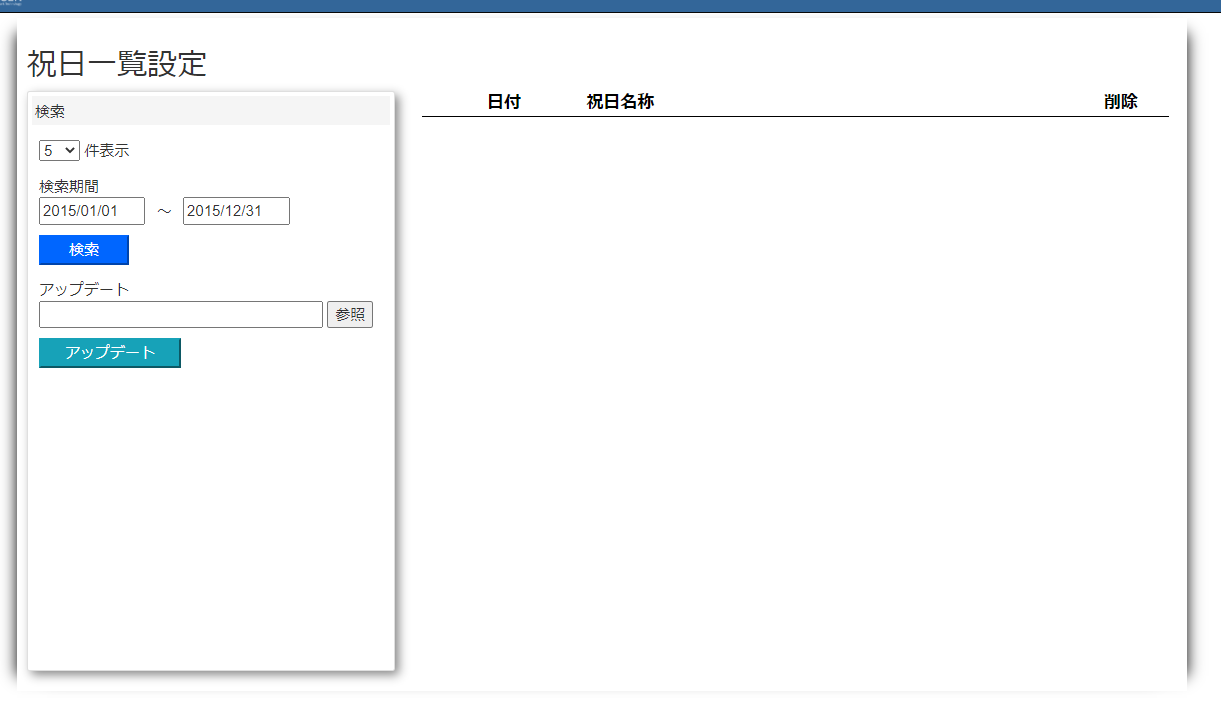 祝日一覧設定
検索
5 件表示
検索期間
2015/01/01 ～ 2015/12/31
検索
アップデート
参照
アップデート
日付 祝日名称 削除